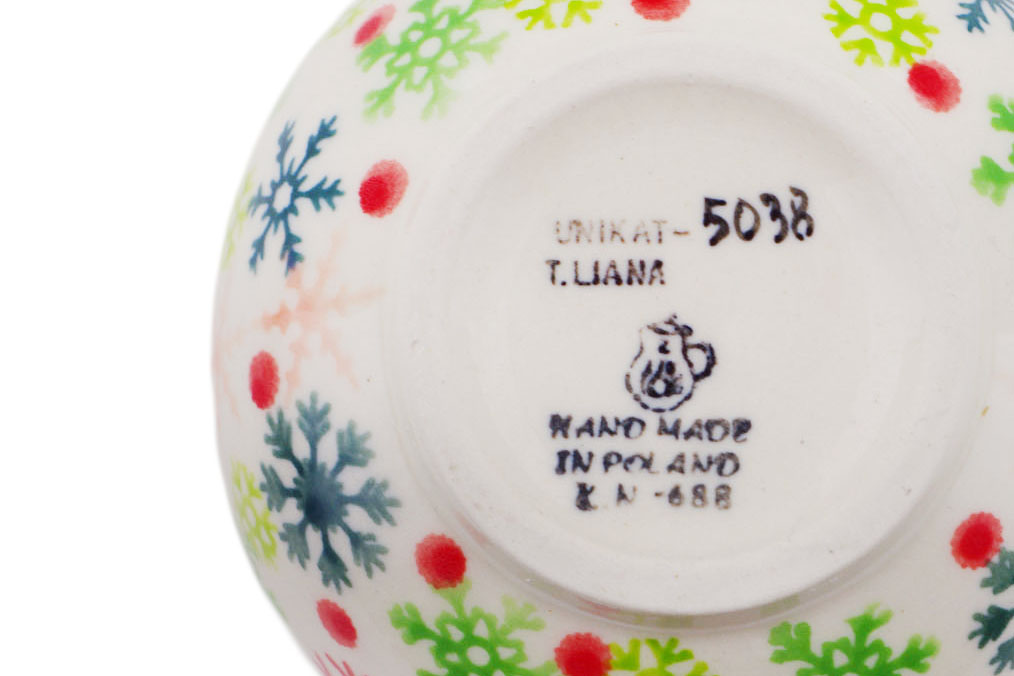 UNIKAT- 5038
T. LIANA
HAND MADE
IN POLAND
K N -688